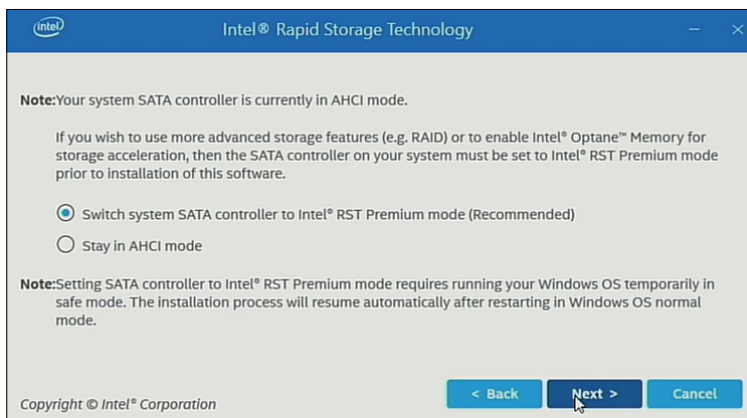 intel
Intel® Rapid Storage Technology
Note:Your system SATA controller is currently in AHCI mode.
If you wish to use more advanced storage features (e.g. RAID) or to enable Intel® Optane™ Memory for
storage acceleration, then the SATA controller on your system must be set to Intel® RST Premium mode
prior to installation of this software.
Switch system SATA controller to Intel® RST Premium mode (Recommended)
Stay in AHCI mode
Note:Setting SATA controller to Intel® RST Premium mode requires running your Windows OS temporarily in
safe mode. The installation process will resume automatically after restarting in Windows OS normal
mode.
< Back Next > Cancel
Copyright © Intel® Corporation